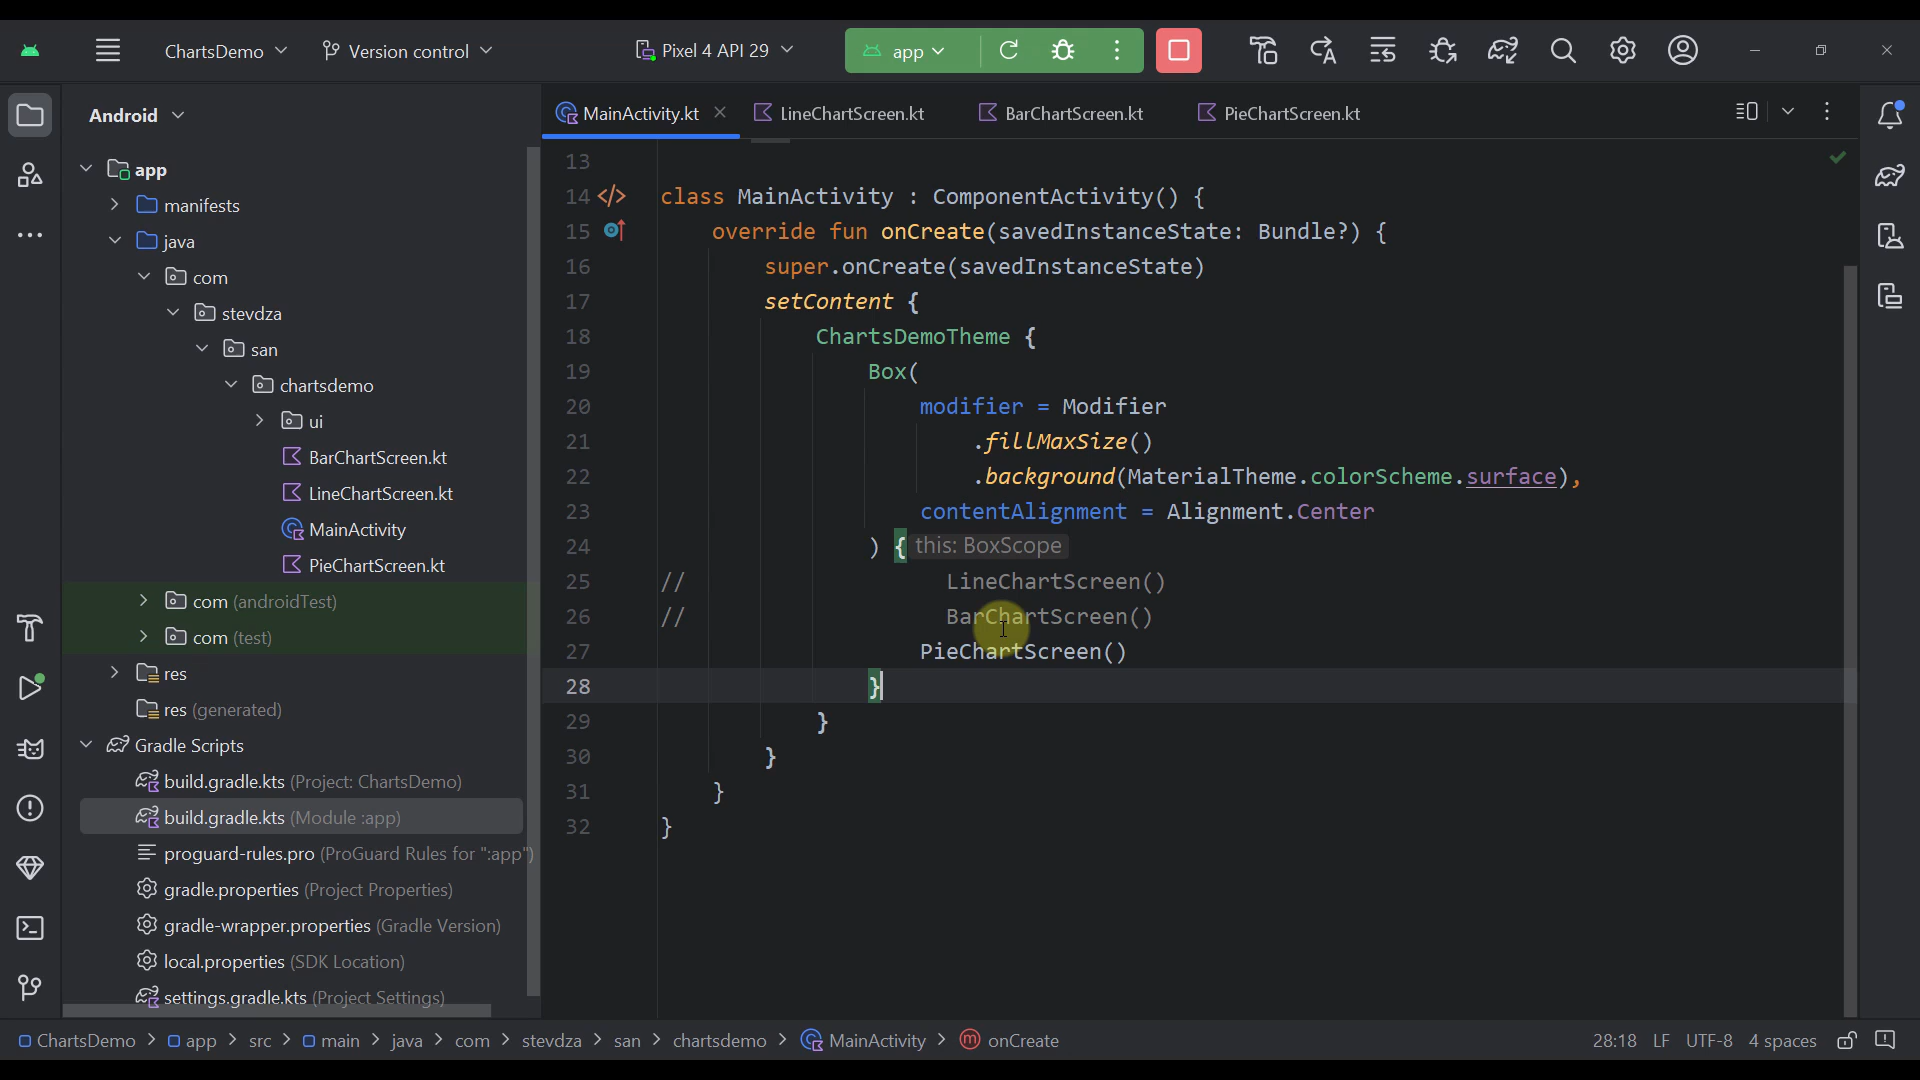 ChartsDemo Version control Pixel 4 API 29 app
Android
MainActivity.kt LineChartScreen.kt BarChartScreen.kt PieChartScreen.kt
app
manifests
java
com
stevdza
san
chartsdemo
ui
BarChartScreen.kt
LineChartScreen.kt
MainActivity
PieChartScreen.kt
com (androidTest)
com (test)
res
res (generated)
Gradle Scripts
build.gradle.kts (Project: ChartsDemo)
build.gradle.kts (Module :app)
proguard-rules.pro (ProGuard Rules for ":app")
gradle.properties (Project Properties)
gradle-wrapper.properties (Gradle Version)
local.properties (SDK Location)
settings.gradle.kts (Project Settings)
13
14 class MainActivity : ComponentActivity() {
15 override fun onCreate(savedInstanceState: Bundle?) {
16 super.onCreate(savedInstanceState)
17 setContent {
18 ChartsDemoTheme {
19 Box(
20 modifier = Modifier
21 .fillMaxSize()
22 .background(MaterialTheme.colorScheme.surface),
23 contentAlignment = Alignment.Center
24 ) { this: BoxScope
25 // LineChartScreen()
26 // BarChartScreen()
27 PieChartScreen()
28 }
29 }
30 }
31 }
32 }
ChartsDemo > app > src > main > java > com > stevdza > san > chartsdemo > MainActivity > onCreate 28:18 LF UTF-8 4 spaces